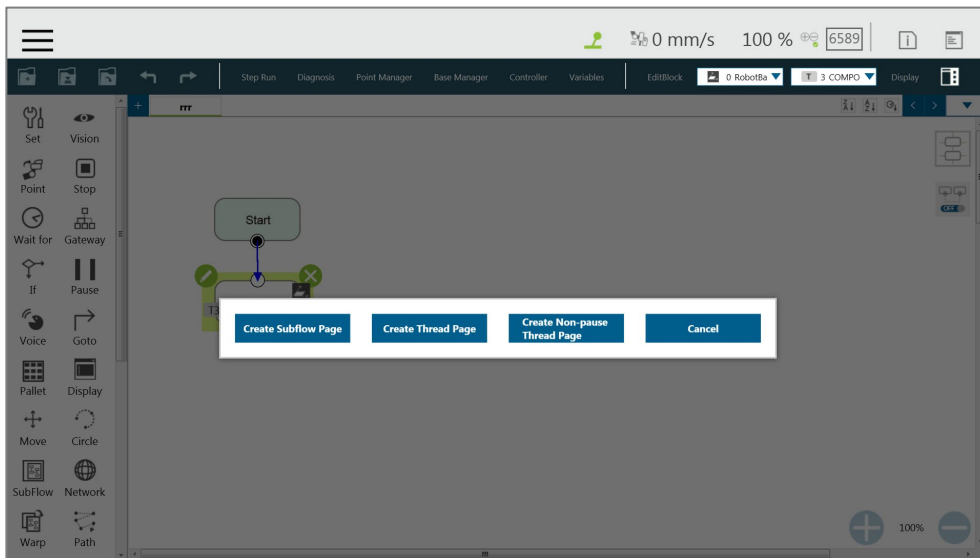 0 mm/s 100 % 6589
Step Run Diagnosis Point Manager Base Manager Controller Variables EditBlock 0 RobotBa T 3 COMPO Display
+ rrr
Set Vision
Point Stop
Wait for Gateway
If Pause
Voice Goto
Pallet Display
Move Circle
SubFlow Network
Warp Path
OFF
Start
T3
Create Subflow Page
Create Thread Page
Create Non-pause
Thread Page
Cancel
100%